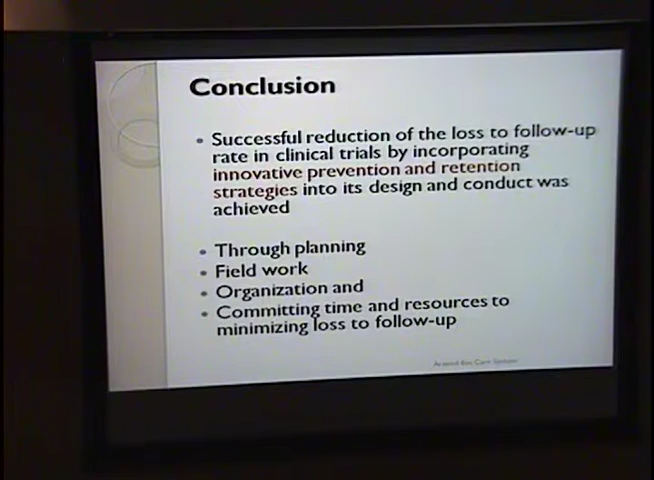 Conclusion
• Successful reduction of the loss to follow-up
rate in clinical trials by incorporating
innovative prevention and retention
strategies into its design and conduct was
achieved
• Through planning
• Field work
• Organization and
• Committing time and resources to
minimizing loss to follow-up
Eye Care